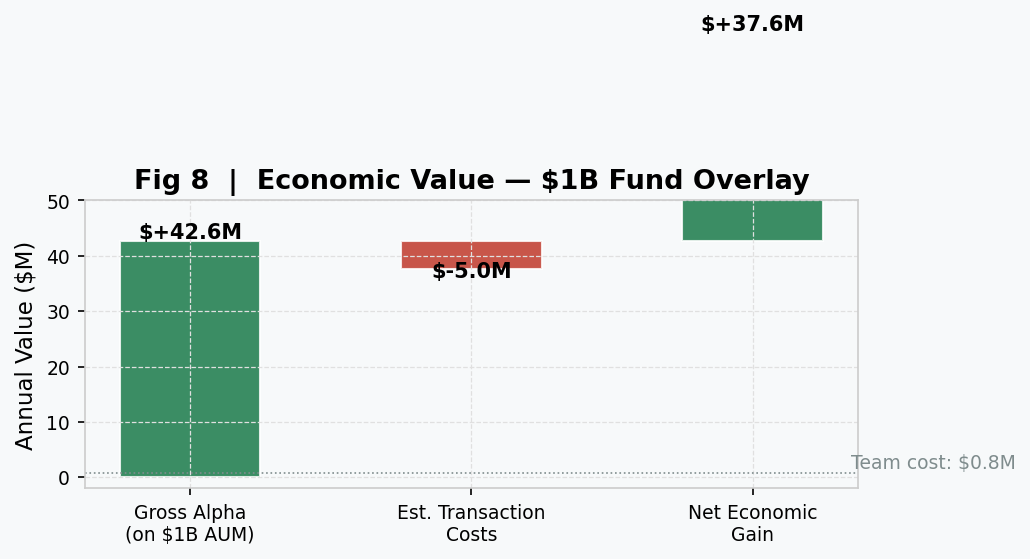 $+37.6M
Fig 8 | Economic Value — $1B Fund Overlay
Annual Value ($M)
50
40
30
20
10
0
$+42.6M
$-5.0M
Team cost: $0.8M
Gross Alpha
(on $1B AUM)
Est. Transaction
Costs
Net Economic
Gain